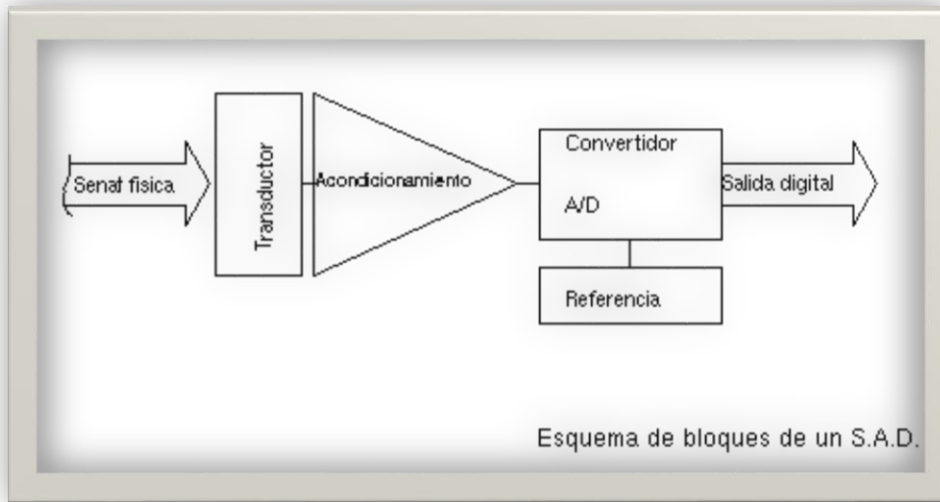 Senat fisica
Transductor
Acondicionamiento
Convertidor
A/D
Salida digital
Referencia
Esquema de bloques de un S.A.D.